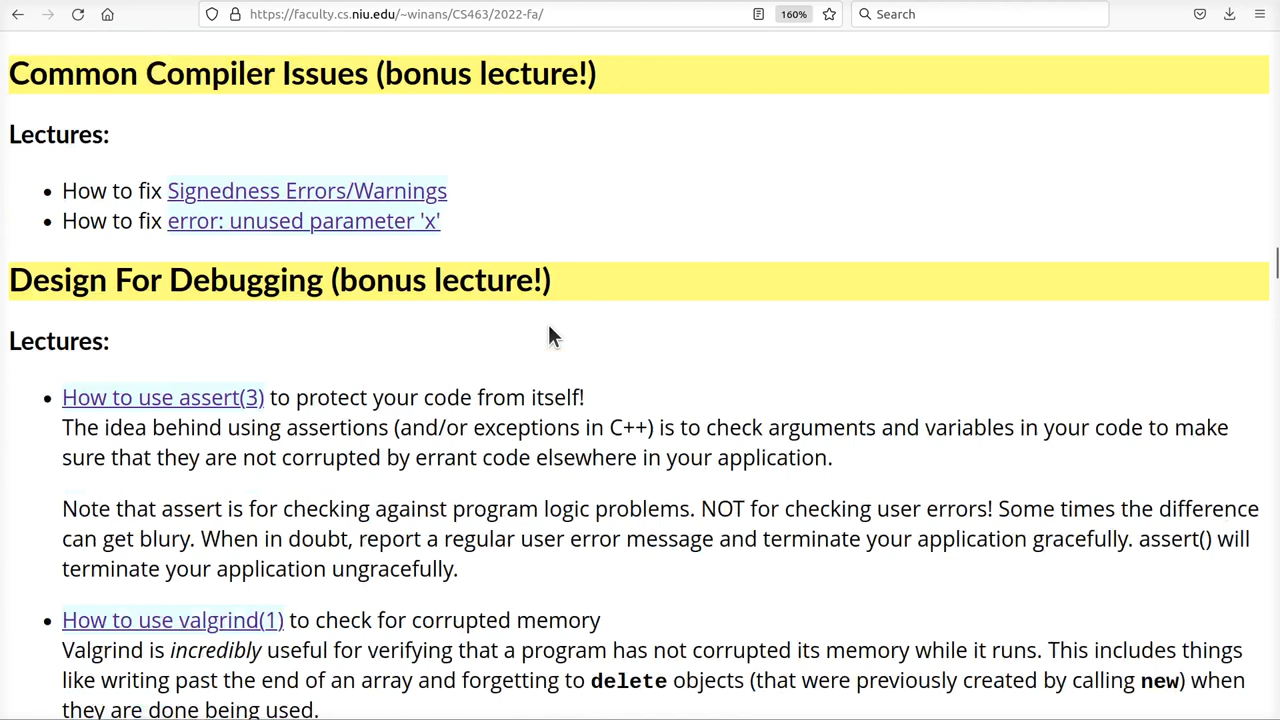 https://faculty.cs.niu.edu/~winans/CS463/2022-fa/
160%
Search
Common Compiler Issues (bonus lecture!)
Lectures:
• How to fix Signedness Errors/Warnings
• How to fix error: unused parameter 'x'
Design For Debugging (bonus lecture!)
Lectures:
• How to use assert(3) to protect your code from itself!
The idea behind using assertions (and/or exceptions in C++) is to check arguments and variables in your code to make
sure that they are not corrupted by errant code elsewhere in your application.
Note that assert is for checking against program logic problems. NOT for checking user errors! Some times the difference
can get blury. When in doubt, report a regular user error message and terminate your application gracefully. assert() will
terminate your application ungracefully.
• How to use valgrind(1) to check for corrupted memory
Valgrind is incredibly useful for verifying that a program has not corrupted its memory while it runs. This includes things
like writing past the end of an array and forgetting to delete objects (that were previously created by calling new) when
they are done being used.